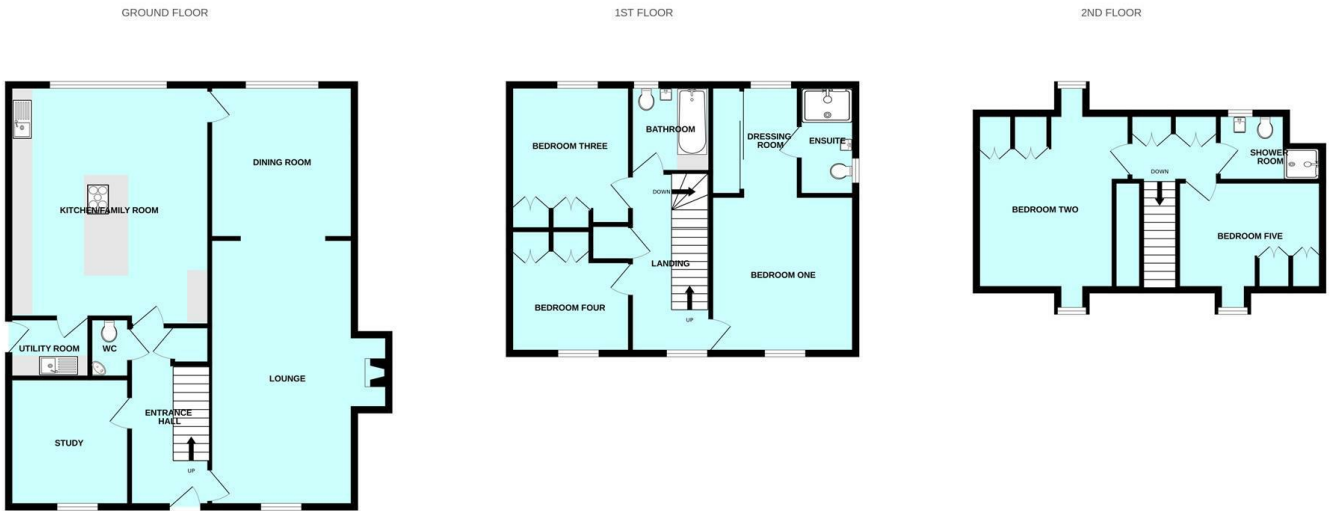 GROUND FLOOR
KITCHEN/FAMILY ROOM
DINING ROOM
UTILITY ROOM
WC
LOUNGE
ENTRANCE
HALL
STUDY
UP
1ST FLOOR
BEDROOM THREE
BATHROOM
DRESSING
ROOM
ENSUITE
DOWN
LANDING
BEDROOM ONE
BEDROOM FOUR
UP
2ND FLOOR
SHOWER
ROOM
DOWN
BEDROOM TWO
BEDROOM FIVE